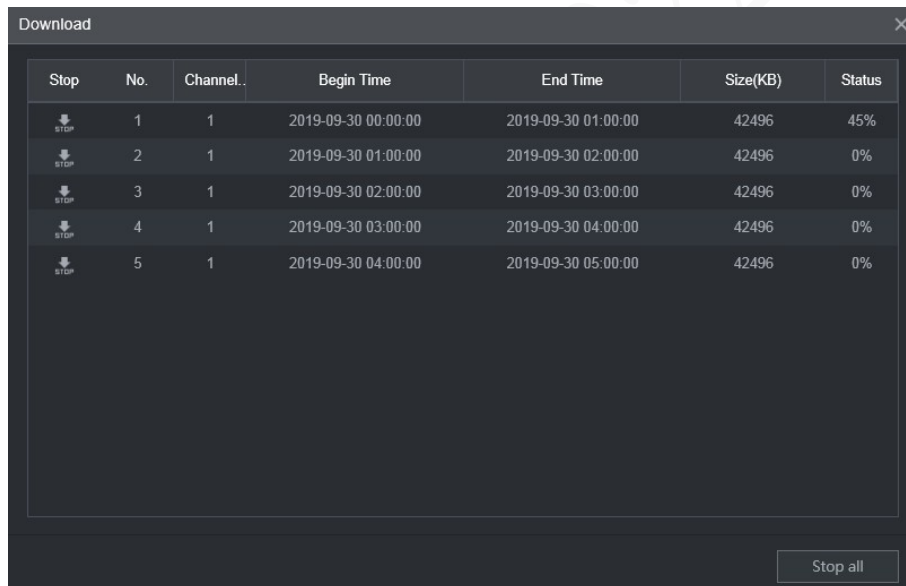 Download
Stop No. Channel.. Begin Time End Time Size(KB) Status
STOP 1 1 2019-09-30 00:00:00 2019-09-30 01:00:00 42496 45%
STOP 2 1 2019-09-30 01:00:00 2019-09-30 02:00:00 42496 0%
STOP 3 1 2019-09-30 02:00:00 2019-09-30 03:00:00 42496 0%
STOP 4 1 2019-09-30 03:00:00 2019-09-30 04:00:00 42496 0%
STOP 5 1 2019-09-30 04:00:00 2019-09-30 05:00:00 42496 0%
Stop all